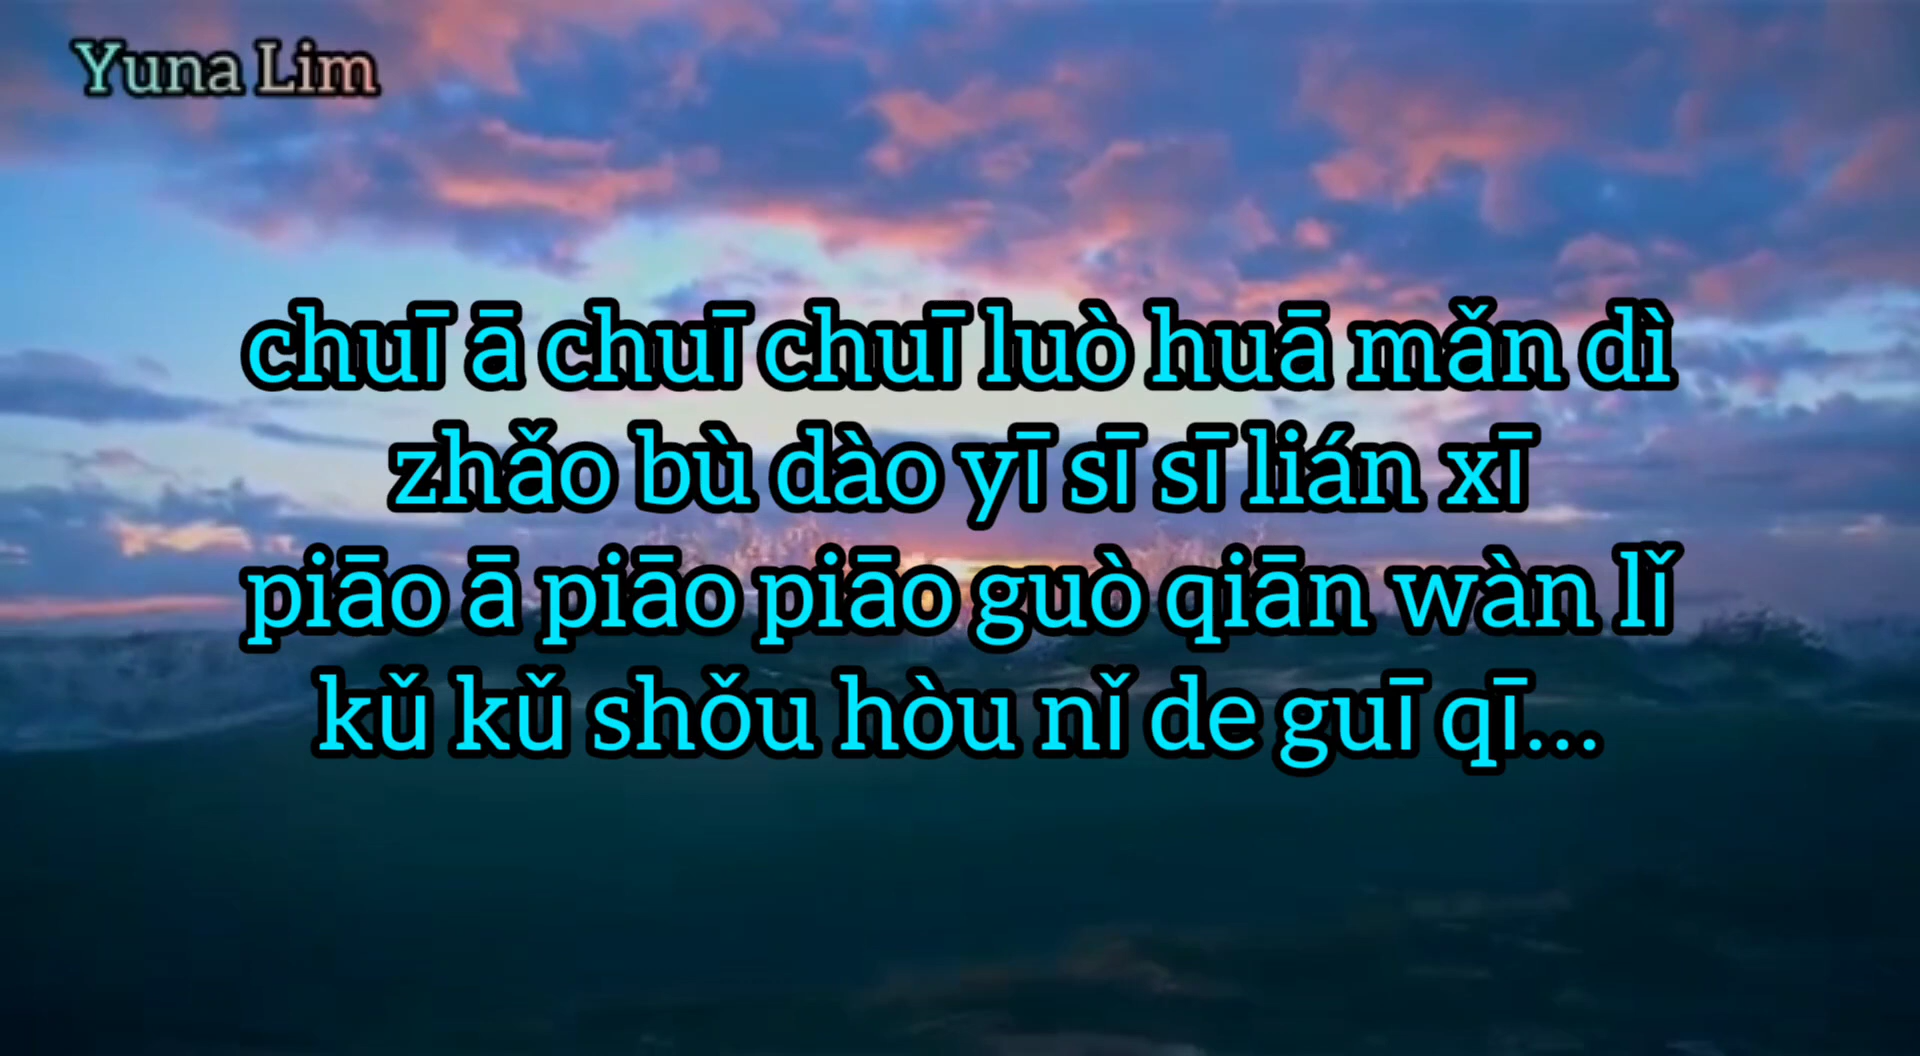 Yuna Lim
chuī ā chuī chuī luò huā mǎn dì
zhǎo bù dào yī sī sī lián xī
piāo ā piāo piāo guò qiān wàn lǐ
kǔ kǔ shǒu hòu nǐ de guī qī...